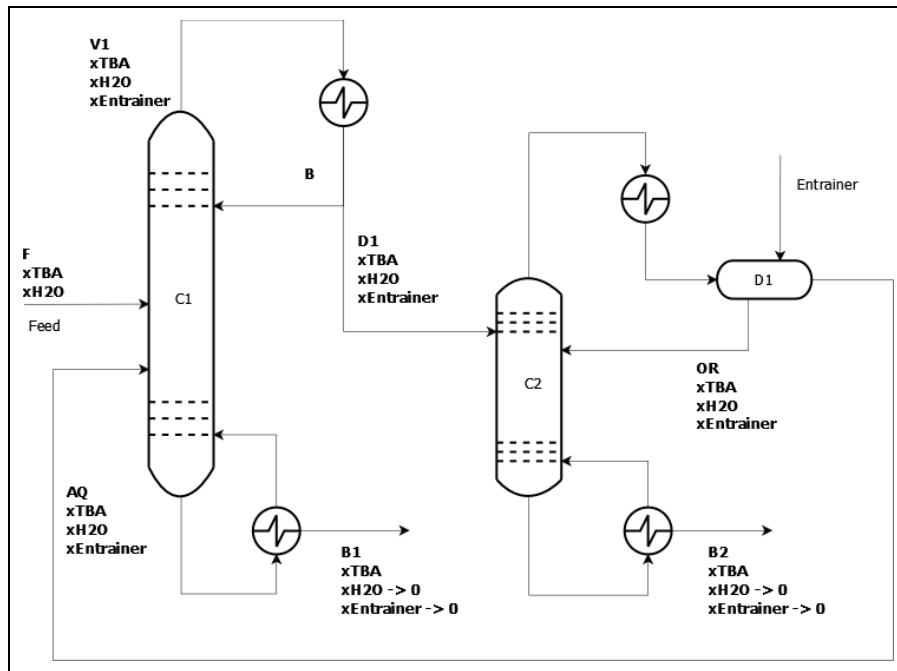 V1
xTBA
xH2O
xEntrainer
B
Entrainer
F
xTBA
xH2O
Feed
C1
D1
xTBA
xH2O
xEntrainer
D1
C2
OR
xTBA
xH2O
xEntrainer
AQ
xTBA
xH2O
xEntrainer
B1
xTBA
xH2O -> 0
xEntrainer -> 0
B2
xTBA
xH2O -> 0
xEntrainer -> 0